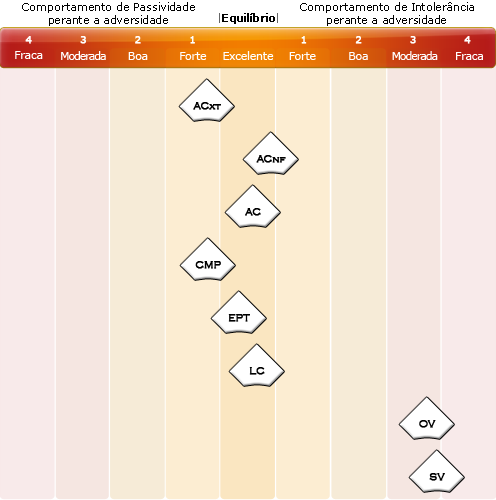 Comportamento de Passividade
perante a adversidade
|Equilíbrio|
Comportamento de Intolerância
perante a adversidade
4 3 2 1 1 2 3 4
Fraca Moderada Boa Forte Excelente Forte Boa Moderada Fraca
ACXT
ACNF
AC
CMP
EPT
LC
OV
SV